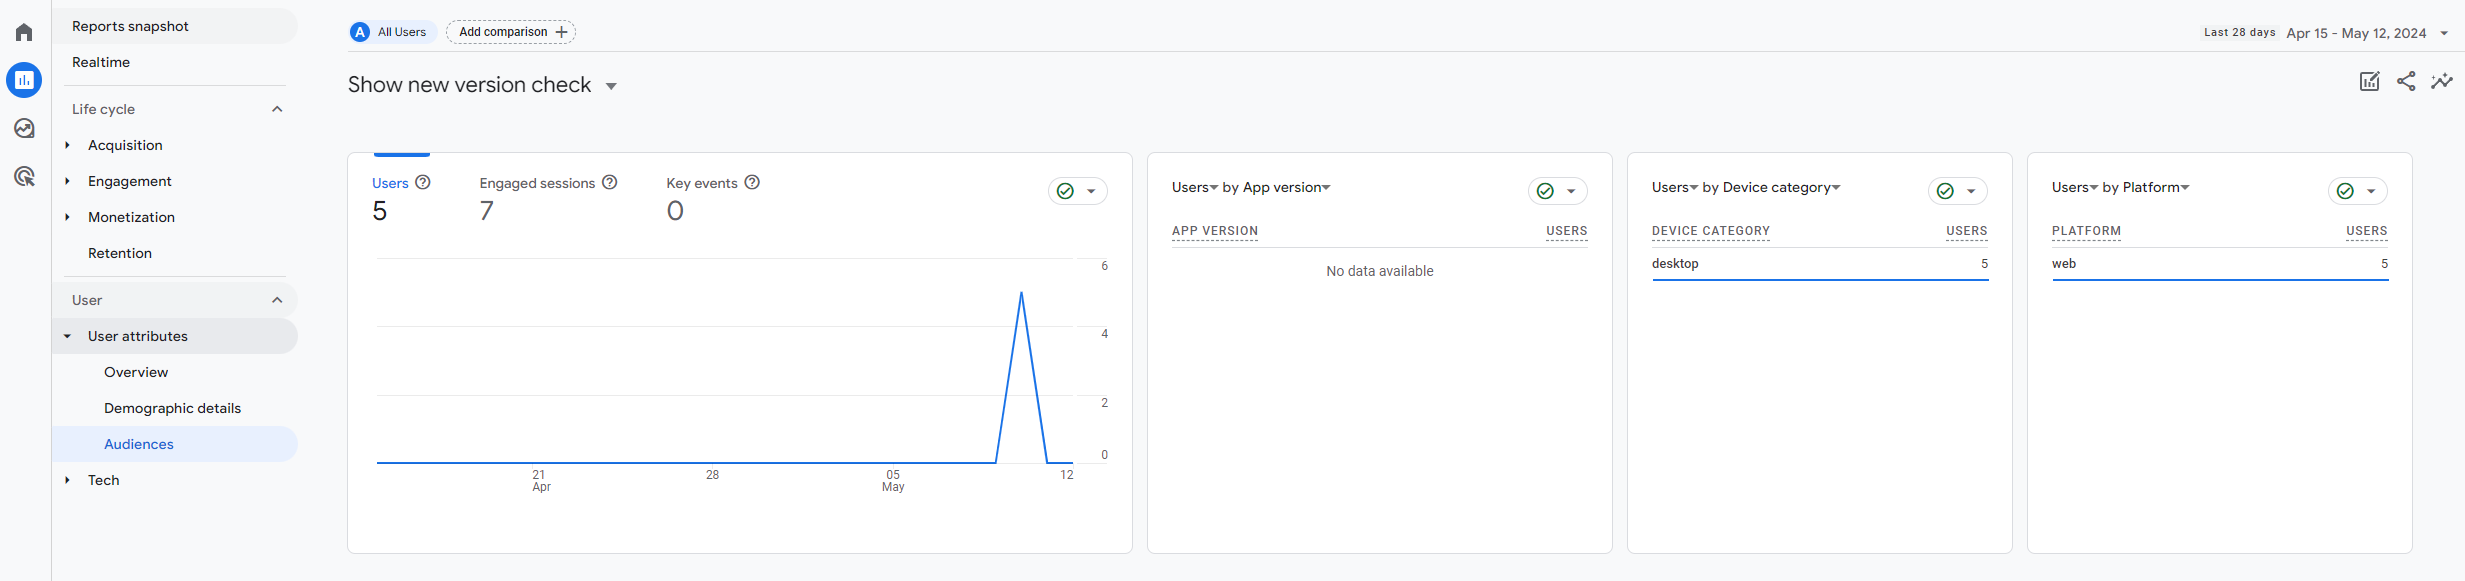 Reports snapshot
Realtime
Life cycle
Acquisition
Engagement
Monetization
Retention
User
User attributes
Overview
Demographic details
Audiences
Tech
A All Users Add comparison
Last 28 days Apr 15 - May 12, 2024
Show new version check
Users Engaged sessions Key events
5 7 0
6
4
2
0
21 28 05 12
Apr May
Users by App version
APP VERSION USERS
No data available
Users by Device category
DEVICE CATEGORY USERS
desktop 5
Users by Platform
PLATFORM USERS
web 5